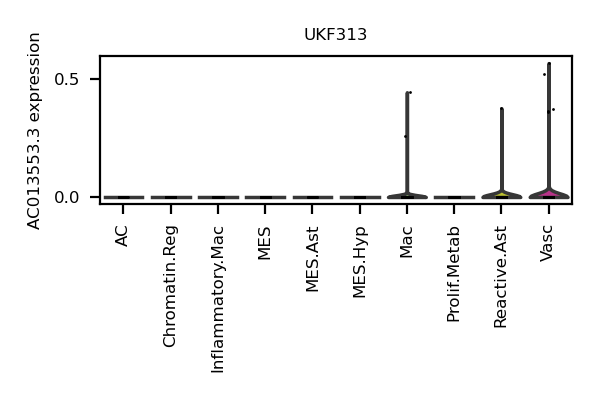 UKF313
AC013553.3 expression
0.5
0.0
AC
Chromatin.Reg
Inflammatory.Mac
MES
MES.Ast
MES.Hyp
Mac
Prolif.Metab
Reactive.Ast
Vasc